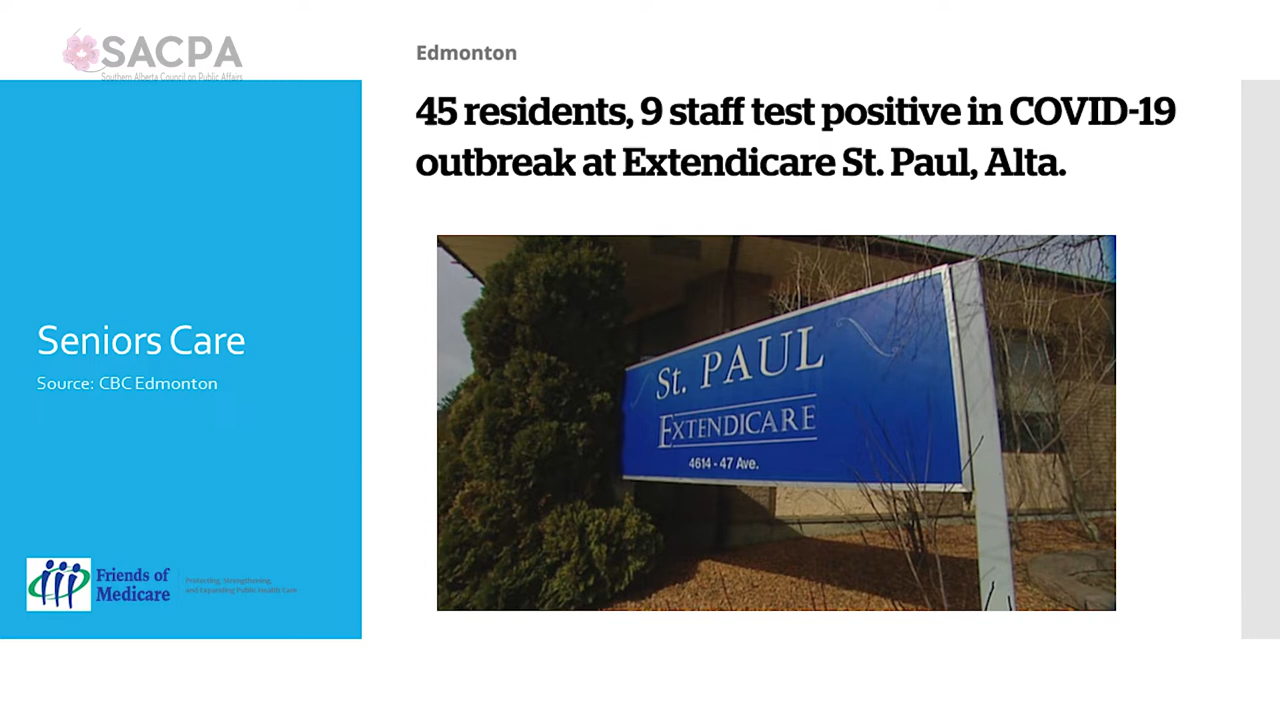 SACPA
Southern Alberta Council on Public Affairs
Edmonton
45 residents, 9 staff test positive in COVID-19
outbreak at Extendicare St. Paul, Alta.
Seniors Care
Source: CBC Edmonton
St. PAUL
EXTENDICARE
4614 - 47 Ave.
Friends of
Medicare
Protecting, Strengthening,
and Expanding Public Health Care